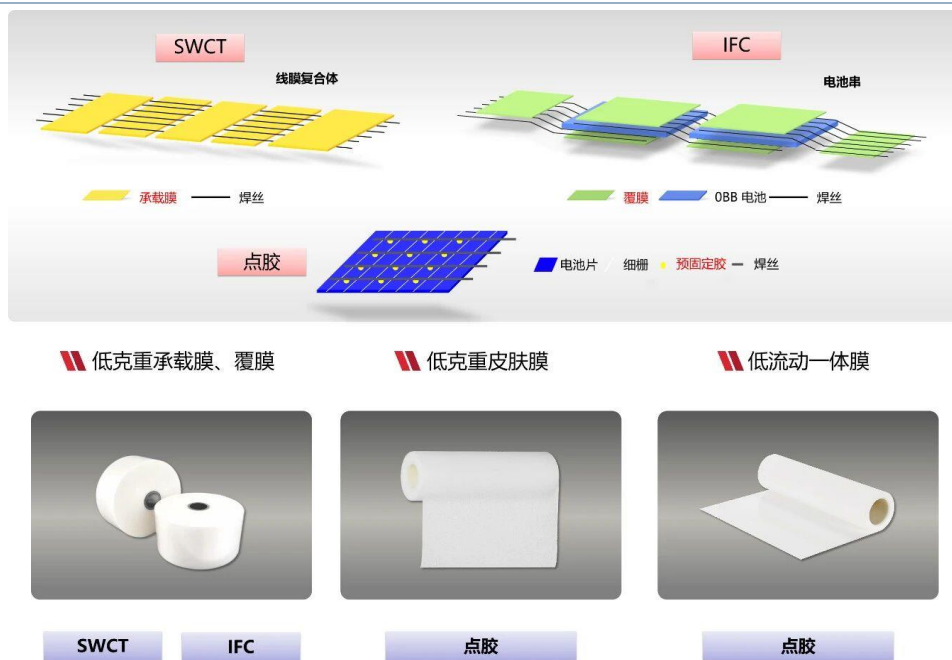 SWCT
IFC
线膜复合体
电池串
承载膜 焊丝
覆膜 0BB 电池 焊丝
点胶
电池片 细栅 预固定胶 焊丝
低克重承载膜、覆膜
低克重皮肤膜
低流动一体膜
SWCT
IFC
点胶
点胶